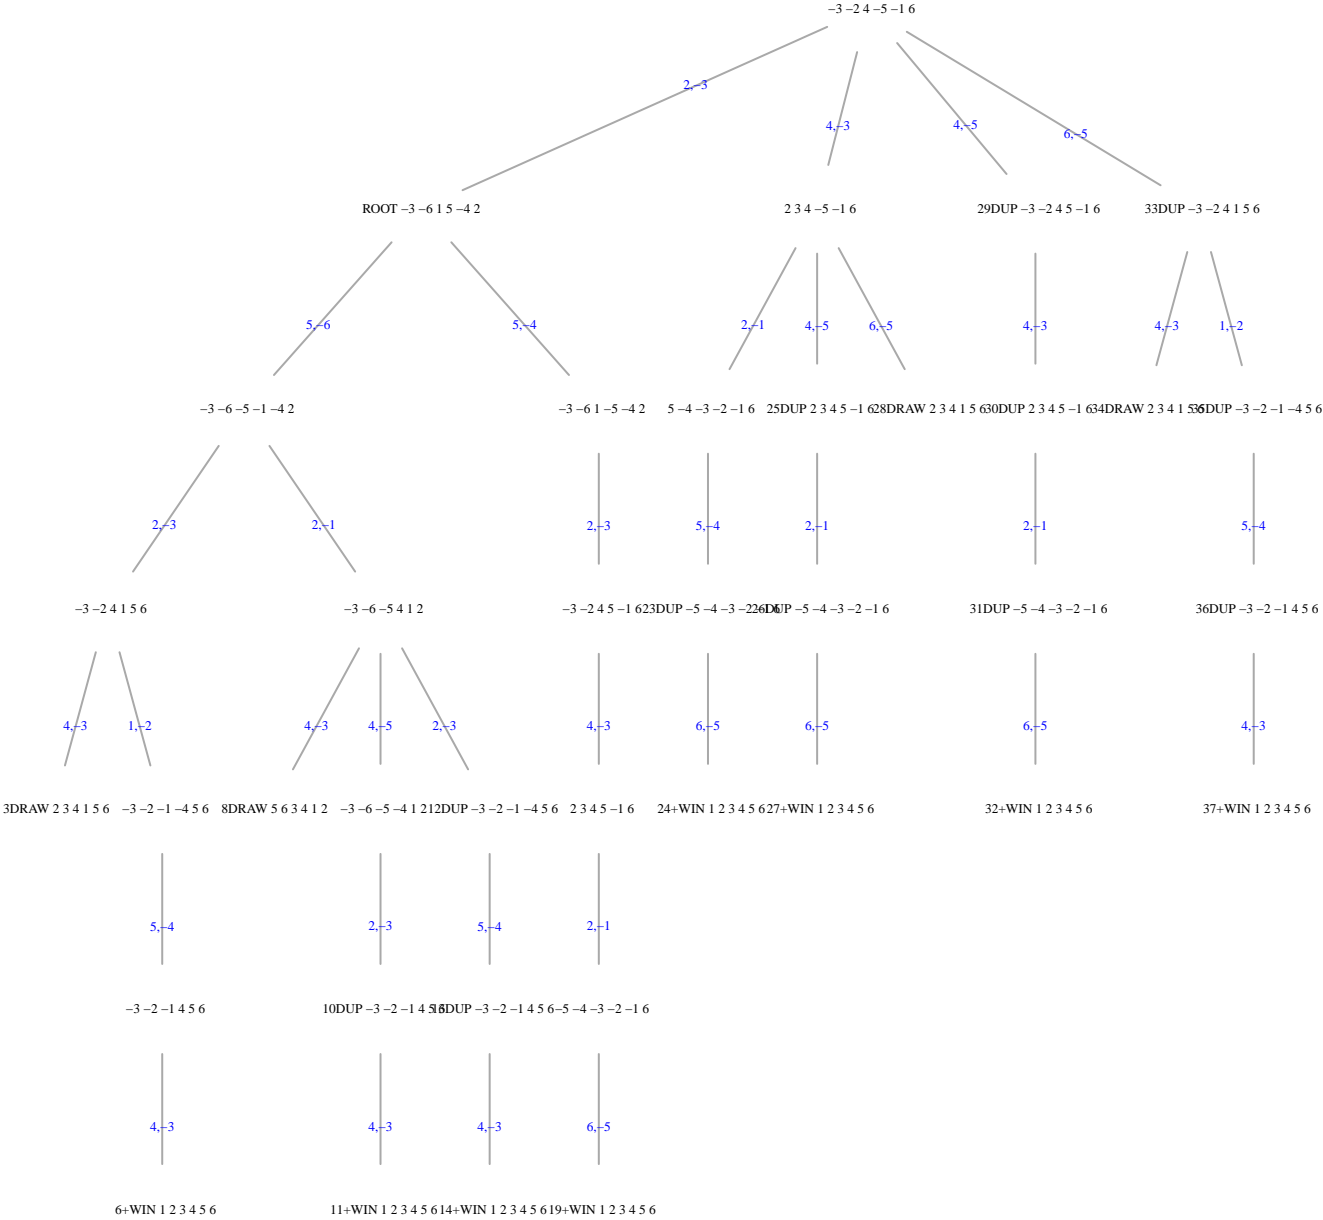 −3 −2 4 −5 −1 6
2,−3
4,−3
4,−5
6,−5
ROOT −3 −6 1 5 −4 2
2 3 4 −5 −1 6
29DUP −3 −2 4 5 −1 6
33DUP −3 −2 4 1 5 6
5,−6
5,−4
2,−1
4,−5
6,−5
4,−3
4,−3
1,−2
−3 −6 −5 −1 −4 2
−3 −6 1 −5 −4 2
5 −4 −3 −2 −1 6
25DUP 2 3 4 5 −1 6
28DRAW 2 3 4 1 5 6
30DUP 2 3 4 5 −1 6
34DRAW 2 3 4 1 5 6
35DUP −3 −2 −1 −4 5 6
2,−3
2,−1
2,−3
5,−4
2,−1
2,−1
5,−4
−3 −2 4 1 5 6
−3 −6 −5 4 1 2
−3 −2 4 5 −1 6
23DUP −5 −4 −3 −2 −1 6
26DUP −5 −4 −3 −2 −1 6
31DUP −5 −4 −3 −2 −1 6
36DUP −3 −2 −1 4 5 6
4,−3
1,−2
4,−3
4,−5
2,−3
4,−3
6,−5
6,−5
6,−5
4,−3
3DRAW 2 3 4 1 5 6
−3 −2 −1 −4 5 6
8DRAW 5 6 3 4 1 2
−3 −6 −5 −4 1 2
12DUP −3 −2 −1 −4 5 6
2 3 4 5 −1 6
24+WIN 1 2 3 4 5 6
27+WIN 1 2 3 4 5 6
32+WIN 1 2 3 4 5 6
37+WIN 1 2 3 4 5 6
5,−4
2,−3
5,−4
2,−1
−3 −2 −1 4 5 6
10DUP −3 −2 −1 4 5 6
13DUP −3 −2 −1 4 5 6
−5 −4 −3 −2 −1 6
4,−3
4,−3
4,−3
6,−5
6+WIN 1 2 3 4 5 6
11+WIN 1 2 3 4 5 6
14+WIN 1 2 3 4 5 6
19+WIN 1 2 3 4 5 6